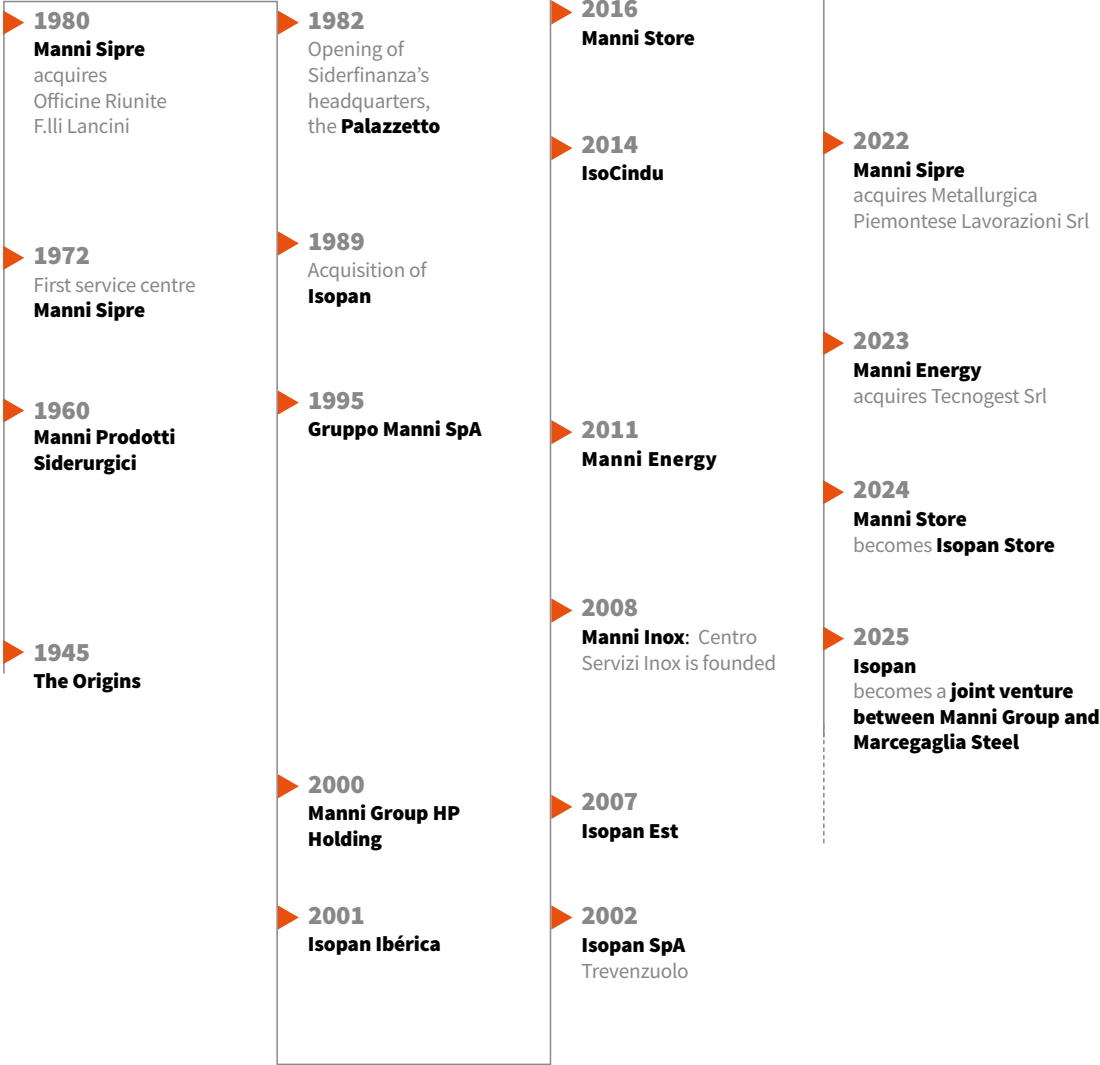 1980
Manni Sipre
acquires
Officine Riunite
F.lli Lancini
1972
First service centre
Manni Sipre
1960
Manni Prodotti
Siderurgici
1945
The Origins
1982
Opening of
Siderfinanza’s
headquarters,
the Palazzetto
1989
Acquisition of
Isopan
1995
Gruppo Manni SpA
2000
Manni Group HP
Holding
2001
Isopan Ibérica
2016
Manni Store
2014
IsoCindu
2011
Manni Energy
2008
Manni Inox: Centro
Servizi Inox is founded
2007
Isopan Est
2002
Isopan SpA
Trevenzuolo
2022
Manni Sipre
acquires Metallurgica
Piemontese Lavorazioni Srl
2023
Manni Energy
acquires Tecnogest Srl
2024
Manni Store
becomes Isopan Store
2025
Isopan
becomes a joint venture
between Manni Group and
Marcegaglia Steel